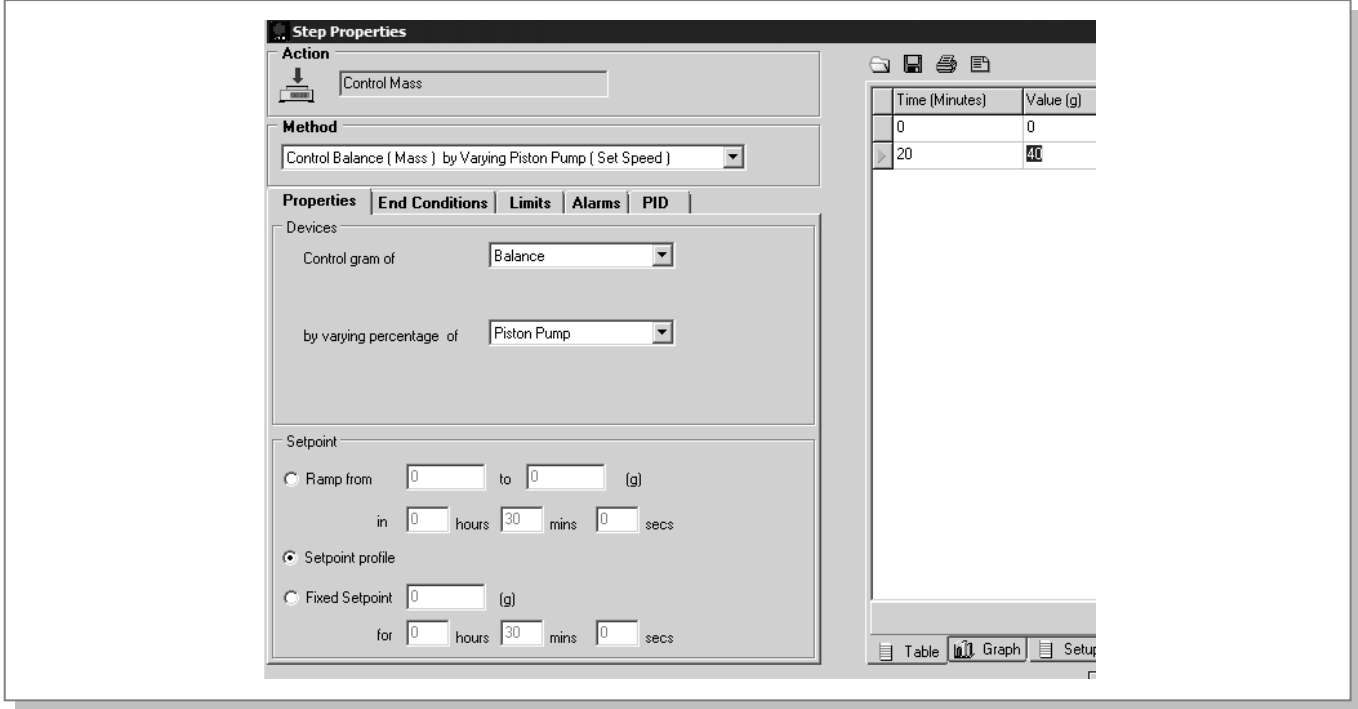 Step Properties
Action
Control Mass
Method
Control Balance ( Mass ) by Varying Piston Pump ( Set Speed )
Properties End Conditions Limits Alarms PID
Devices
Control gram of Balance
by varying percentage of Piston Pump
Setpoint
Ramp from 0 to 0 (g)
in 0 hours 30 mins 0 secs
Setpoint profile
Fixed Setpoint 0 (g)
for 0 hours 30 mins 0 secs
Time (Minutes) Value (g)
0 0
20 40
Table Graph Setup